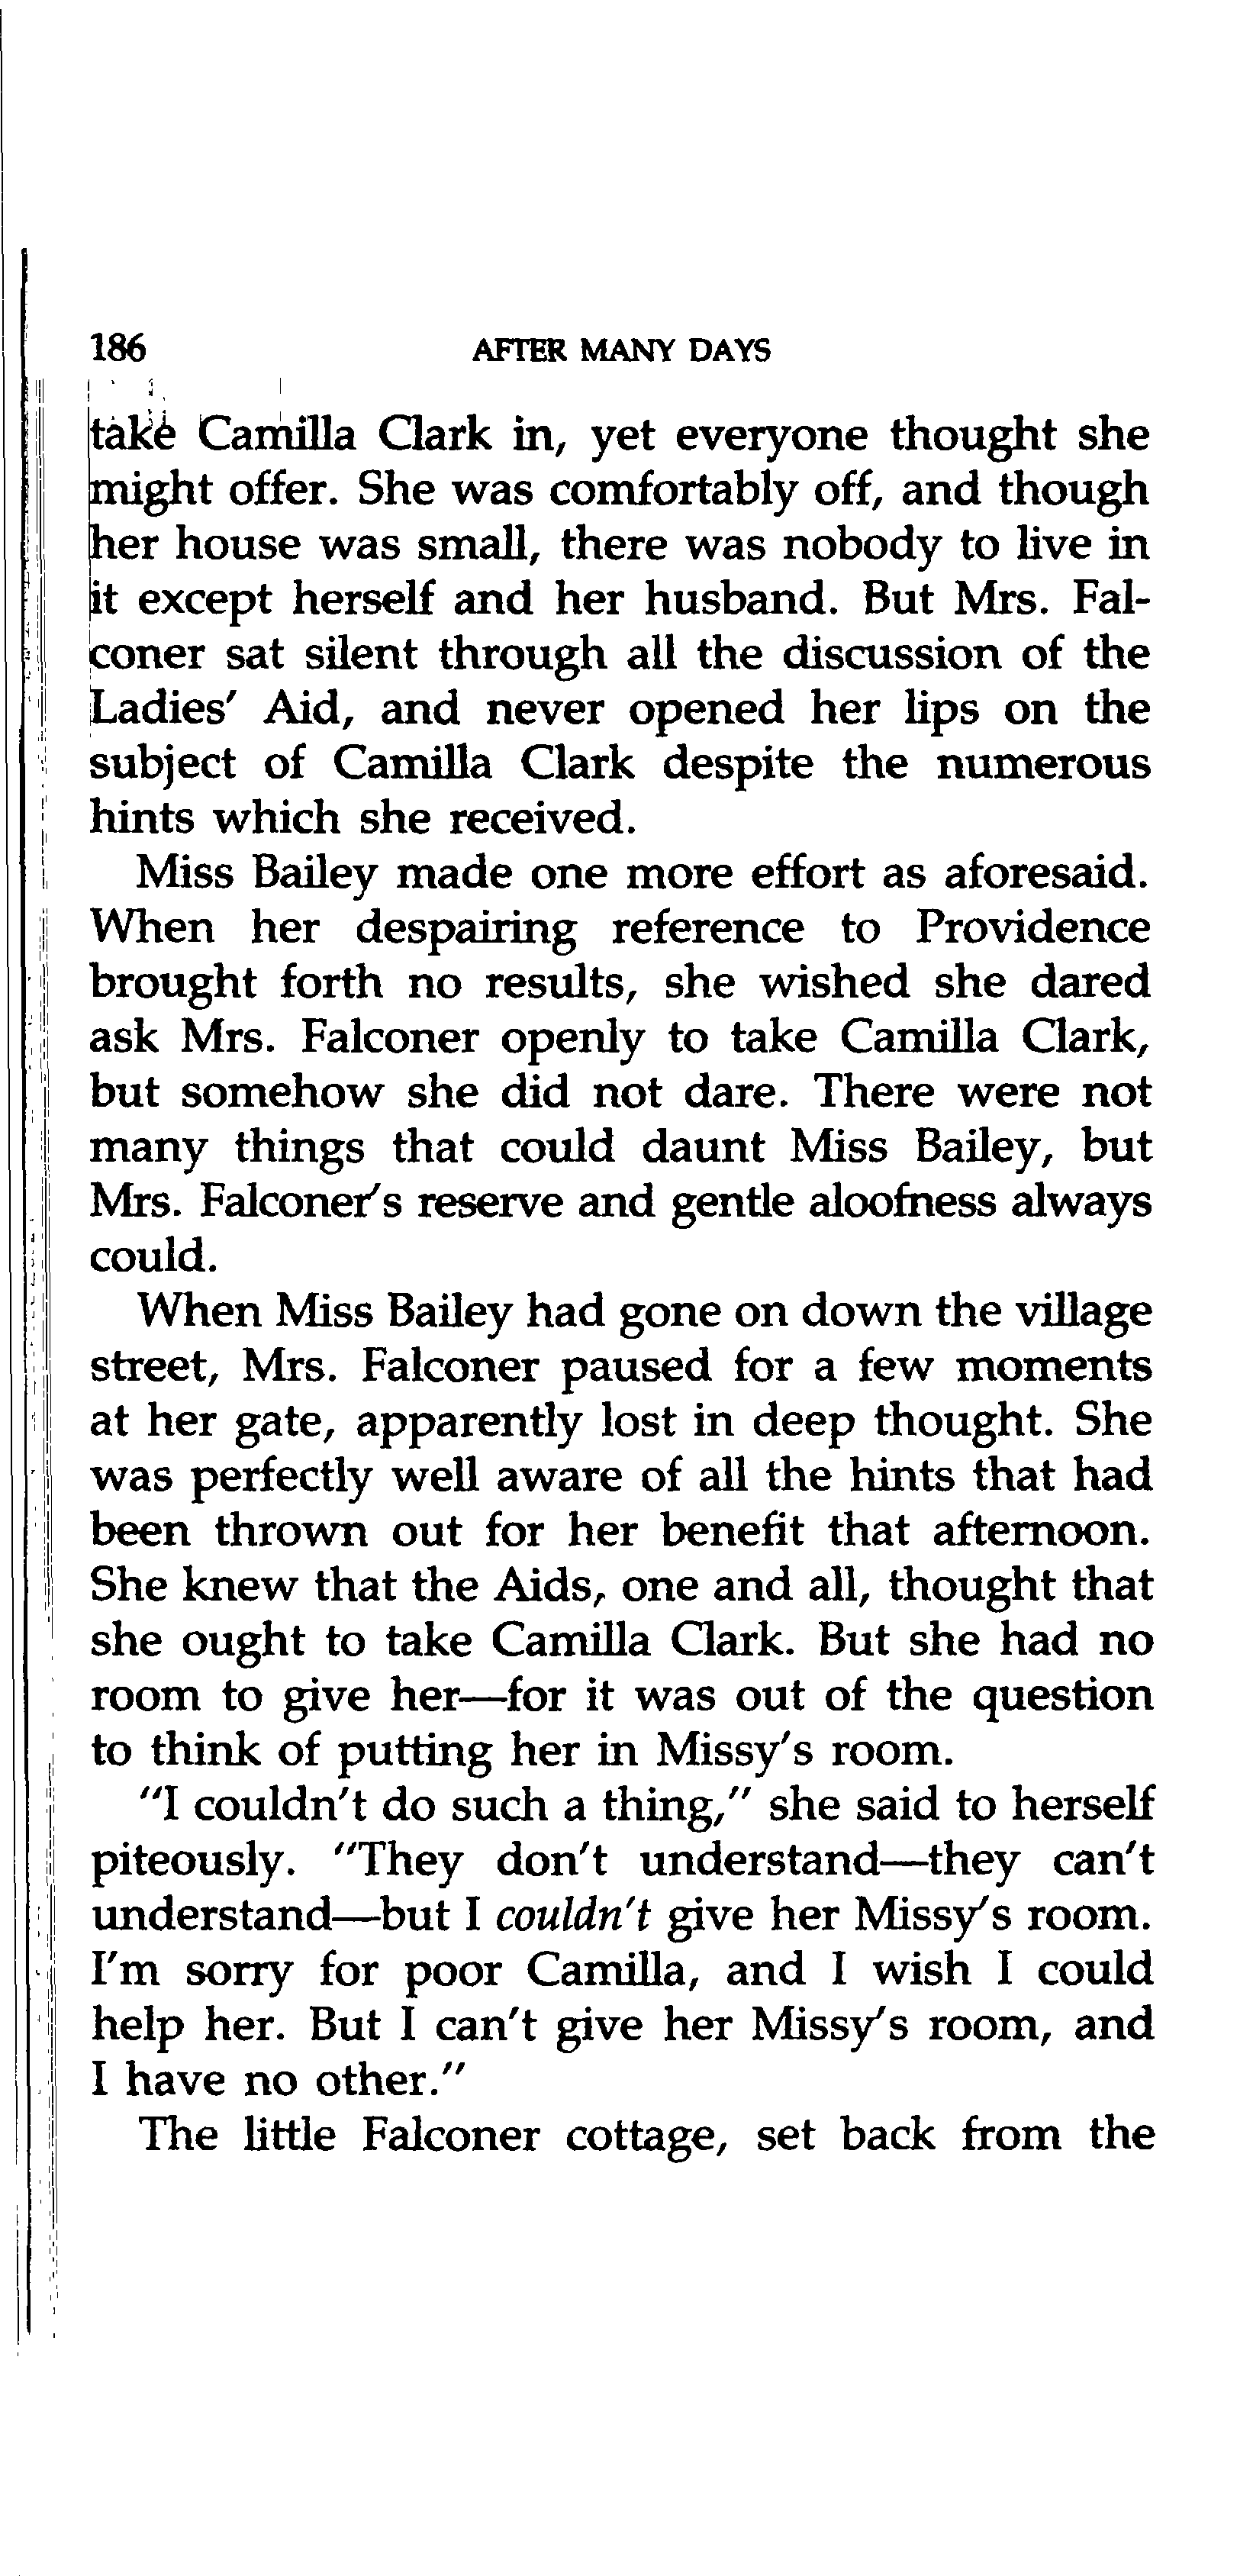 186 AFTER MANY DAYS
take Camilla Clark in, yet everyone thought she
might offer. She was comfortably off, and though
her house was small, there was nobody to live in
it except herself and her husband. But Mrs. Fal-
coner sat silent through all the discussion of the
Ladies' Aid, and never opened her lips on the
subject of Camilla Clark despite the numerous
hints which she received.
Miss Bailey made one more effort as aforesaid.
When her despairing reference to Providence
brought forth no results, she wished she dared
ask Mrs. Falconer openly to take Camilla Clark,
but somehow she did not dare. There were not
many things that could daunt Miss Bailey, but
Mrs. Falconer's reserve and gentle aloofness always
could.
When Miss Bailey had gone on down the village
street, Mrs. Falconer paused for a few moments
at her gate, apparently lost in deep thought. She
was perfectly well aware of all the hints that had
been thrown out for her benefit that afternoon.
She knew that the Aids, one and all, thought that
she ought to take Camilla Clark. But she had no
room to give her—for it was out of the question
to think of putting her in Missy's room.
"I couldn't do such a thing," she said to herself
piteously. "They don't understand—they can't
understand—but I couldn't give her Missy's room.
I'm sorry for poor Camilla, and I wish I could
help her. But I can't give her Missy's room, and
I have no other."
The little Falconer cottage, set back from the